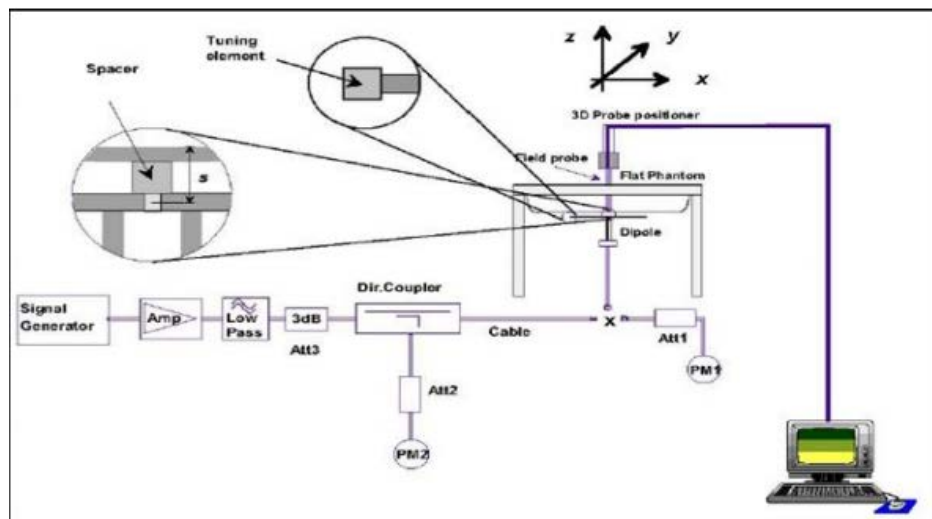 Tuning
element
Spacer
z
y
x
3D Probe positioner
Field probe
Flat Phantom
s
Dipole
Dir.Coupler
Signal
Generator
Amp
Low
Pass
3dB
Att3
Cable
X
Att1
PM1
Att2
PM2